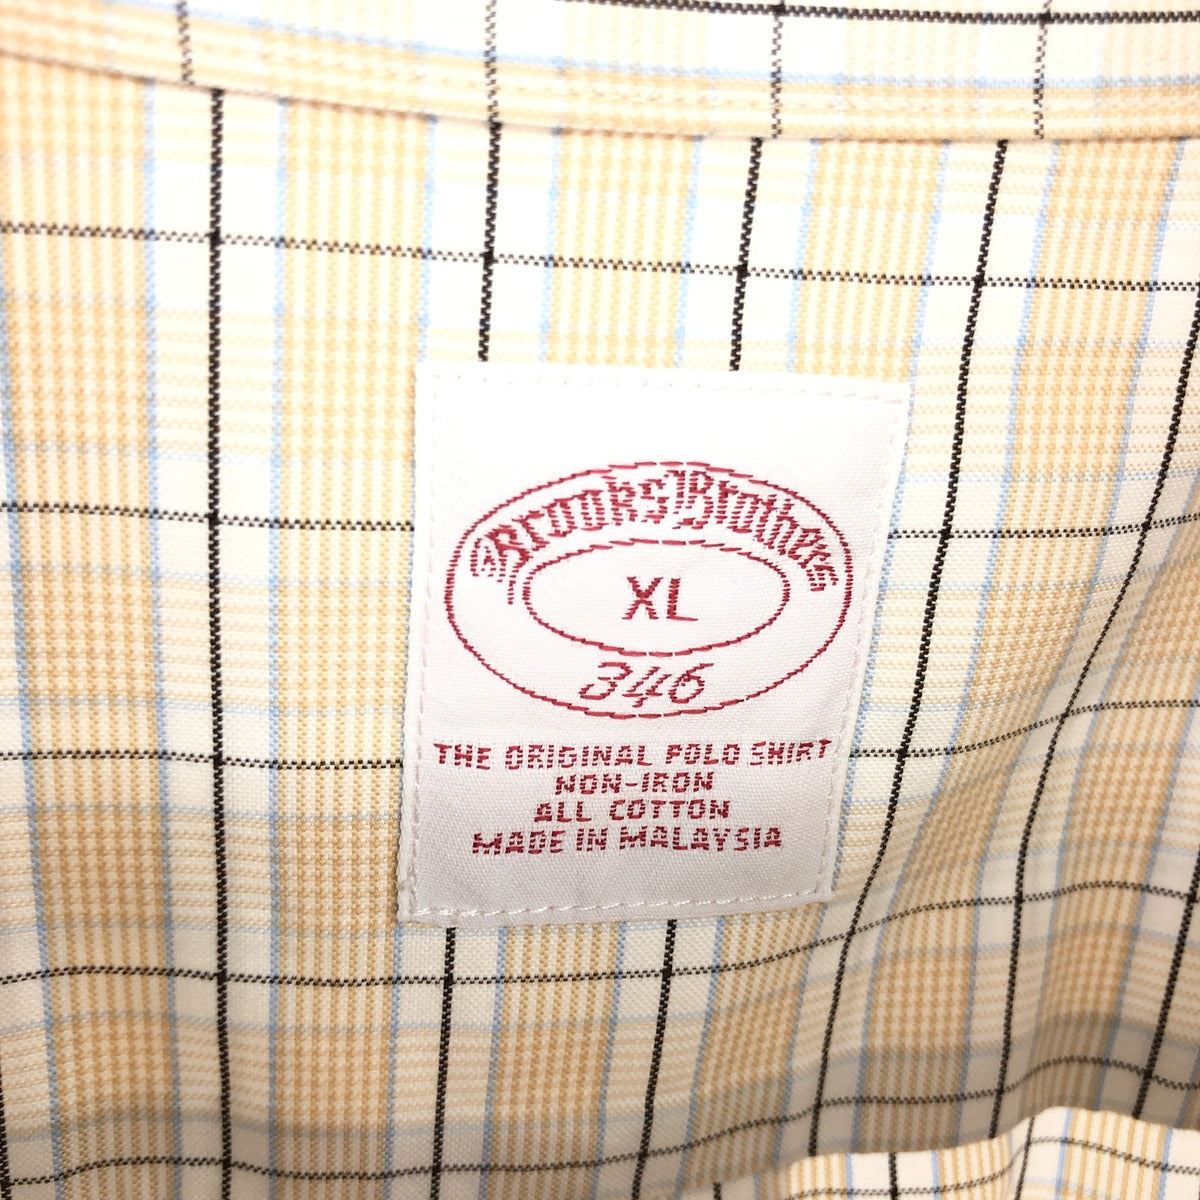 Brooks Brothers
XL
346
THE ORIGINAL POLO SHIRT
NON-IRON
ALL COTTON
MADE IN MALAYSIA